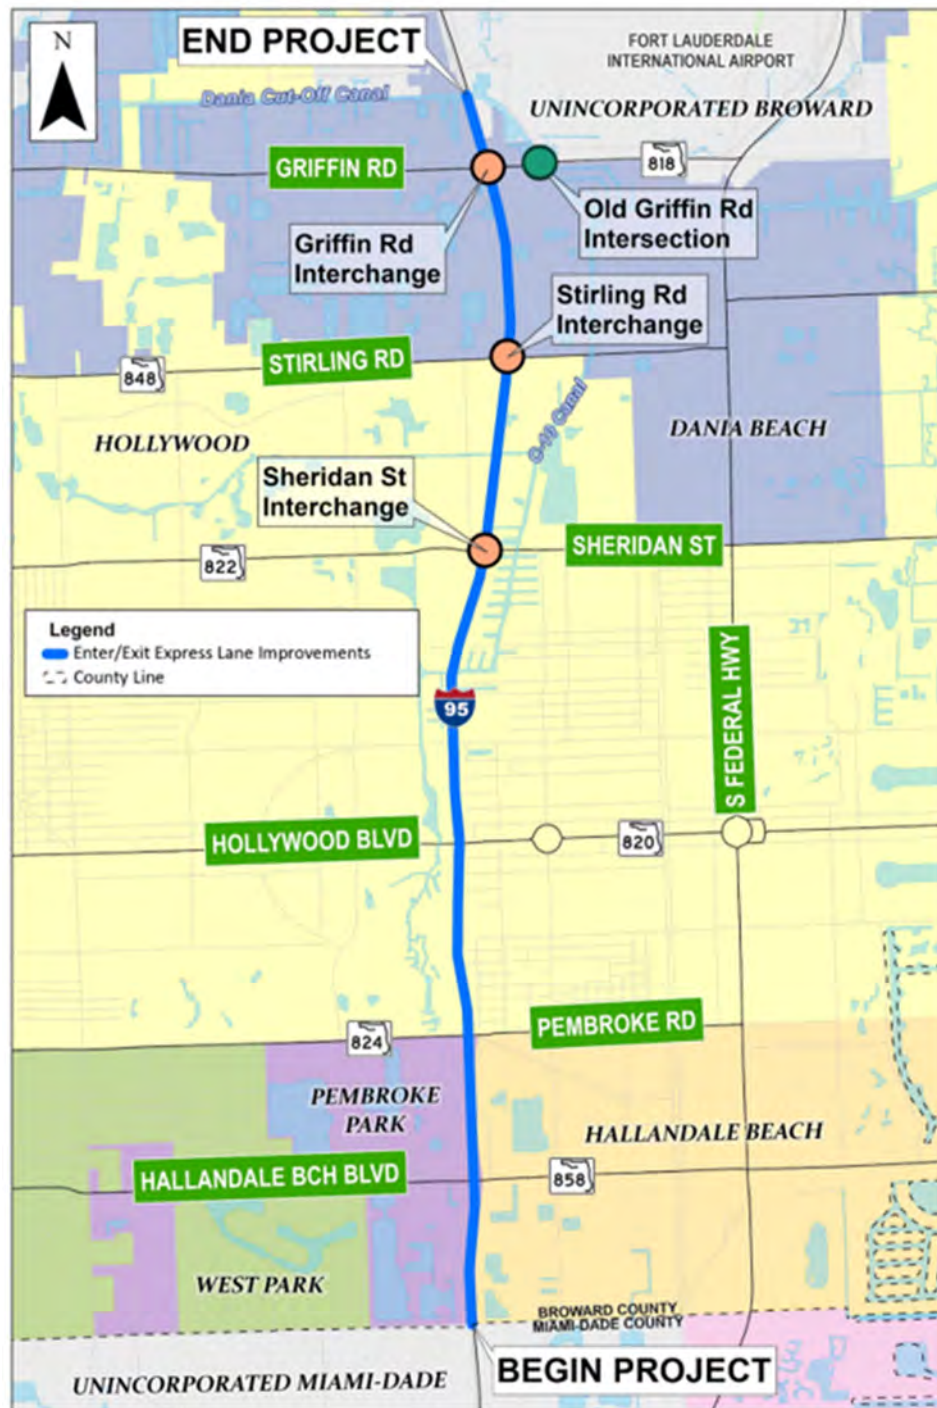 N
END PROJECT
FORT LAUDERDALE
INTERNATIONAL AIRPORT
Dania Cut-Off Canal
UNINCORPORATED BROWARD
GRIFFIN RD
818
Old Griffin Rd
Intersection
Griffin Rd
Interchange
Stirling Rd
Interchange
STIRLING RD
848
C-10 Canal
HOLLYWOOD
DANIA BEACH
Sheridan St
Interchange
SHERIDAN ST
822
Legend
Enter/Exit Express Lane Improvements
County Line
S FEDERAL HWY
95
HOLLYWOOD BLVD
820
PEMBROKE RD
824
PEMBROKE
PARK
HALLANDALE BEACH
HALLANDALE BCH BLVD
858
WEST PARK
BROWARD COUNTY
MIAMI-DADE COUNTY
BEGIN PROJECT
UNINCORPORATED MIAMI-DADE